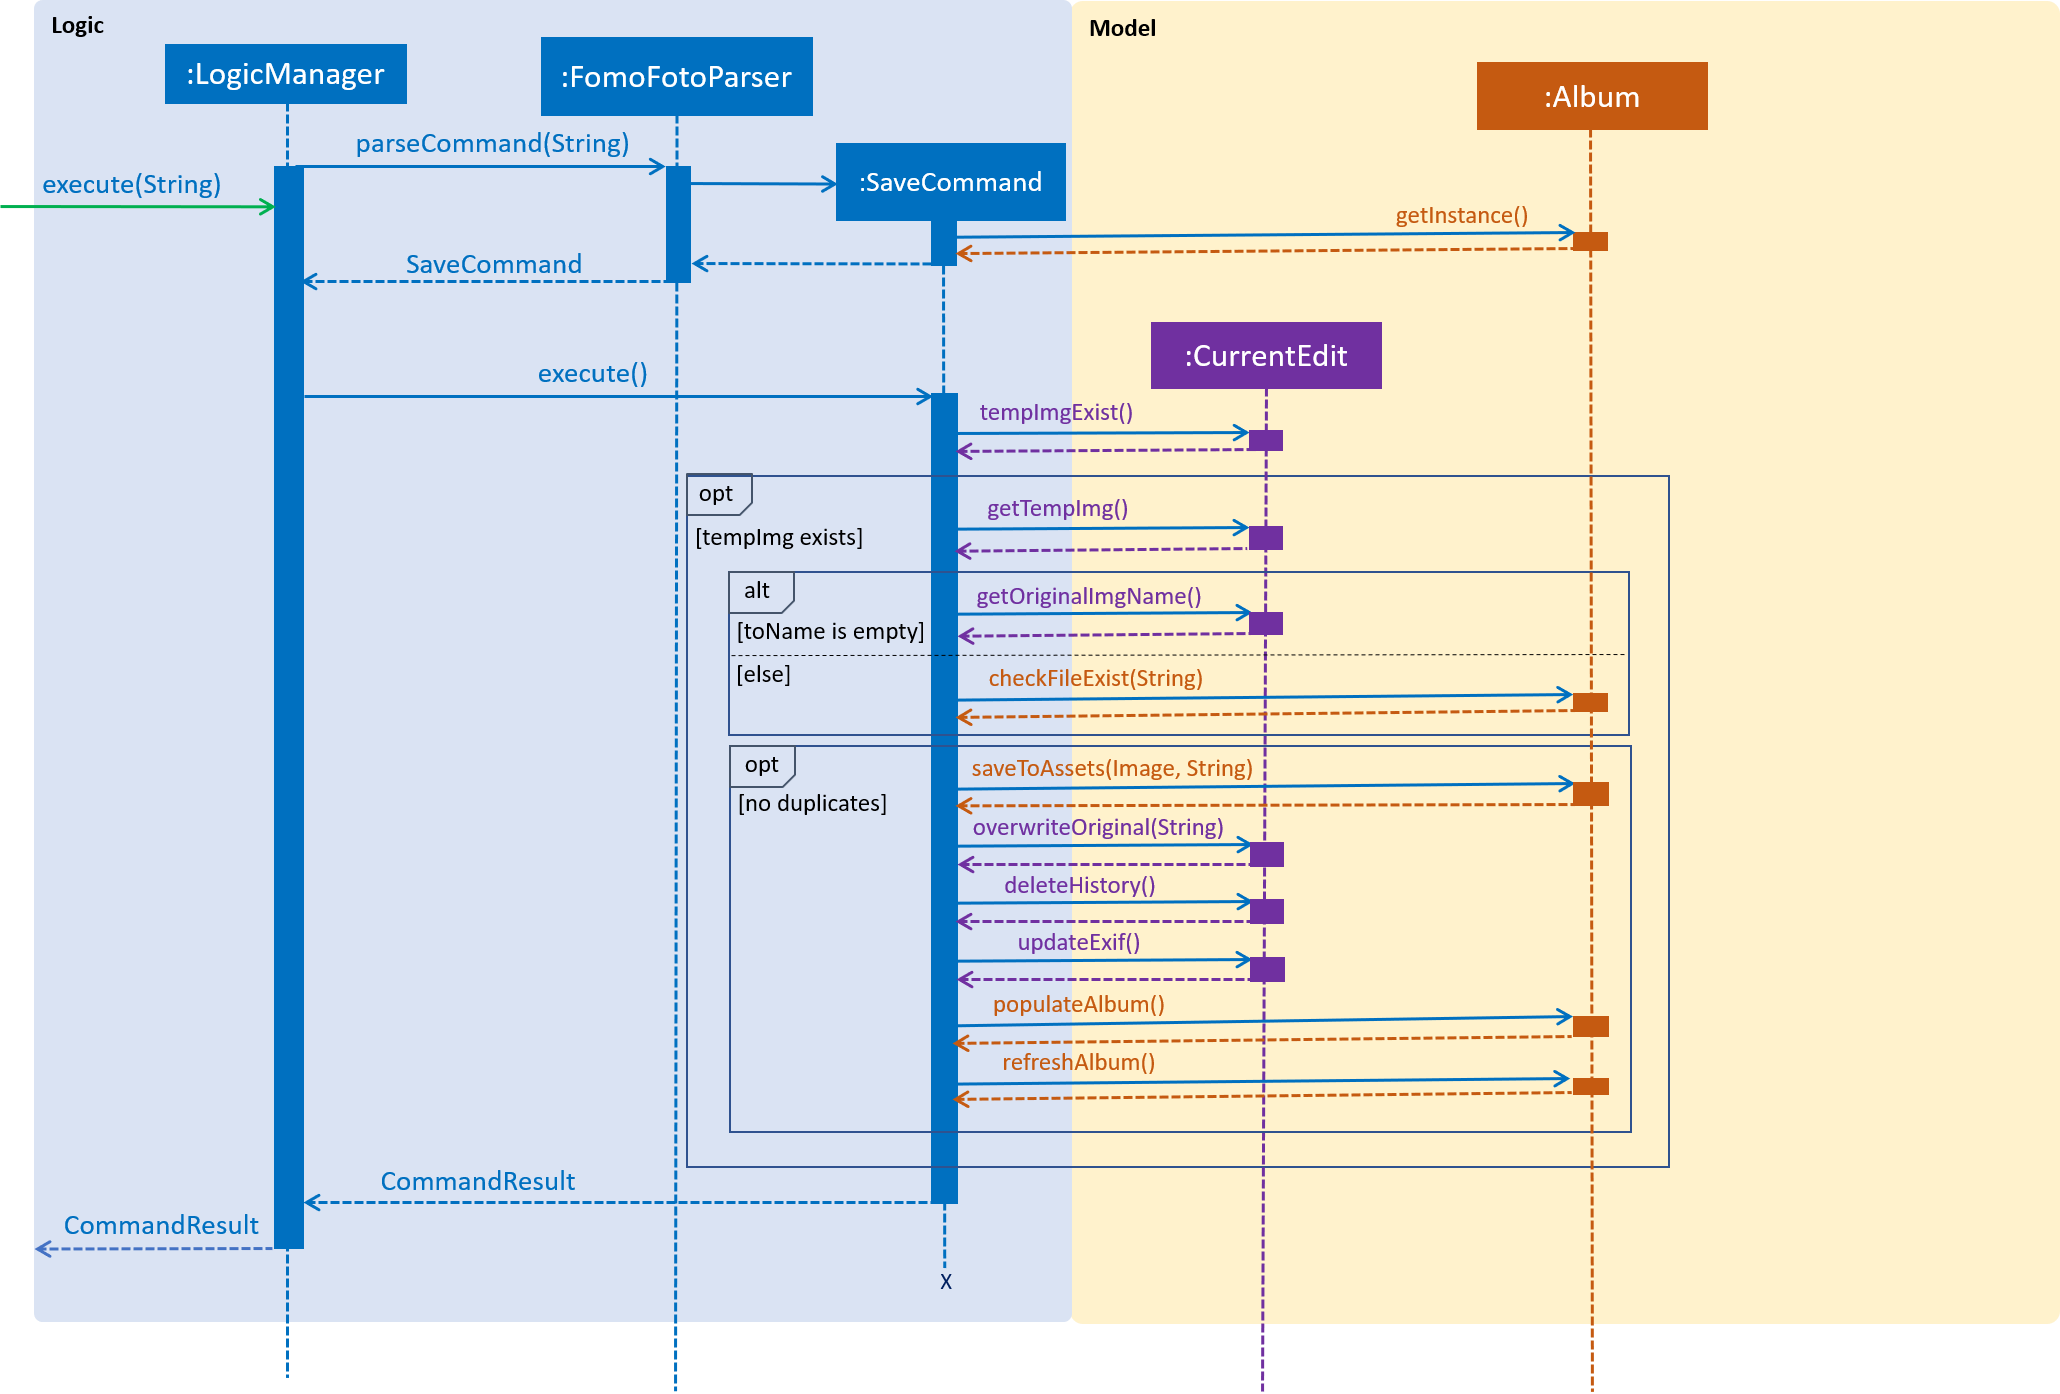 Logic
Model
:LogicManager
:FomoFotoParser
:Album
parseCommand(String)
execute(String)
:SaveCommand
getInstance()
SaveCommand
:CurrentEdit
execute()
tempImgExist()
opt
getTempImg()
[tempImg exists]
alt
getOriginalImgName()
[toName is empty]
[else]
checkFileExist(String)
opt
saveToAssets(Image, String)
[no duplicates]
overwriteOriginal(String)
deleteHistory()
updateExif()
populateAlbum()
refreshAlbum()
CommandResult
CommandResult
X